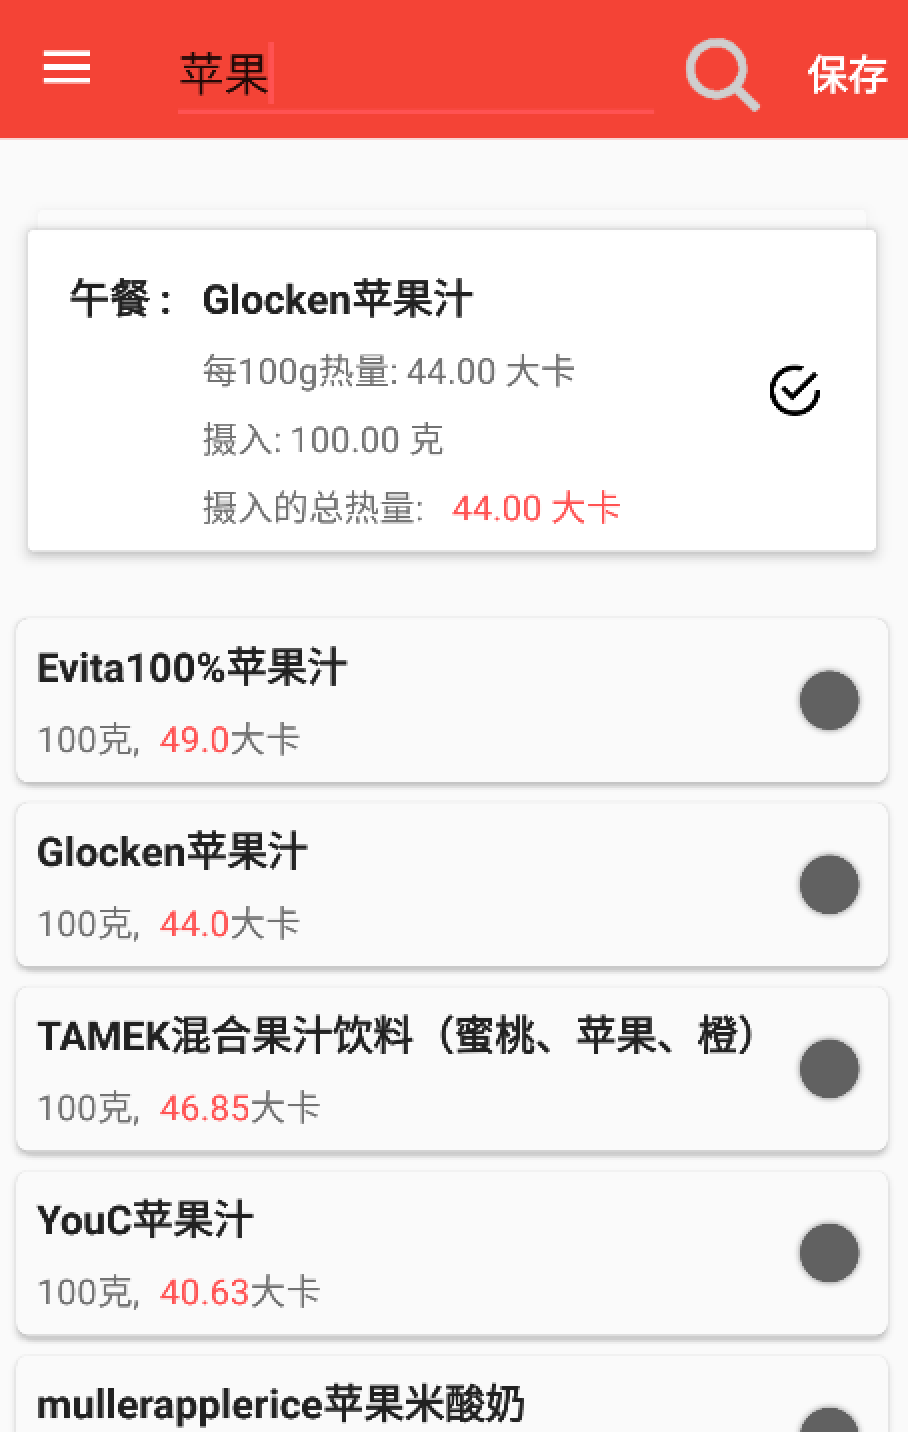 苹果
保存
午餐： Glocken苹果汁
每100g热量: 44.00 大卡
摄入: 100.00 克
摄入的总热量: 44.00 大卡
Evita100%苹果汁
100克, 49.0大卡
Glocken苹果汁
100克, 44.0大卡
TAMEK混合果汁饮料（蜜桃、苹果、橙）
100克, 46.85大卡
YouC苹果汁
100克, 40.63大卡
mullerapplerice苹果米酸奶